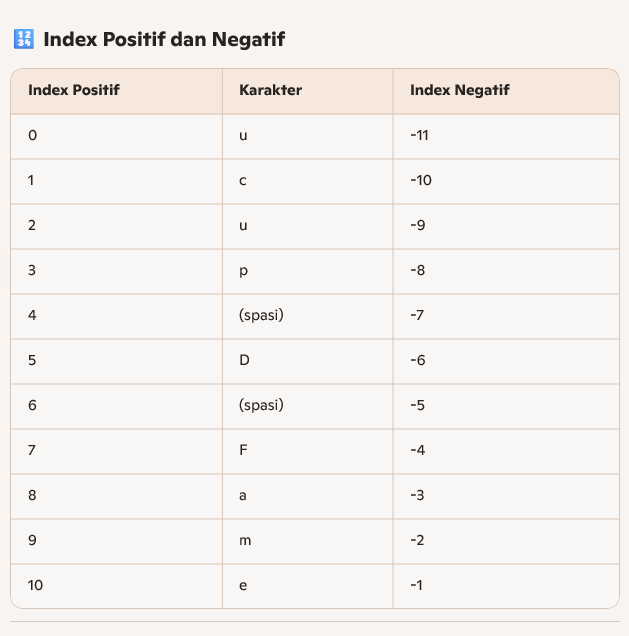 🔢 Index Positif dan Negatif
Index Positif Karakter Index Negatif
0 u -11
1 c -10
2 u -9
3 p -8
4 (spasi) -7
5 D -6
6 (spasi) -5
7 F -4
8 a -3
9 m -2
10 e -1